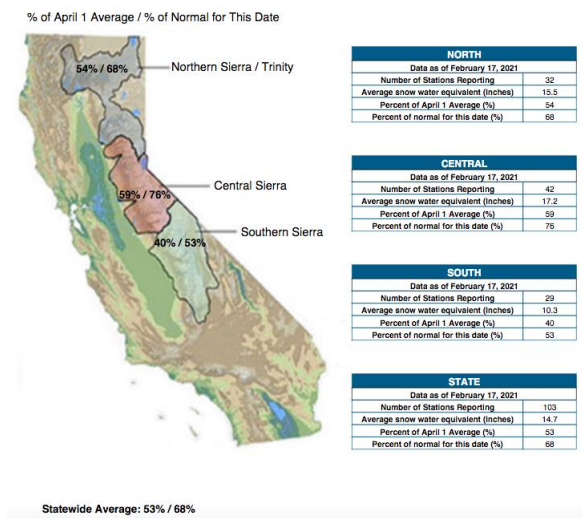 % of April 1 Average / % of Normal for This Date
54% / 68%
Northern Sierra / Trinity
59% / 76%
Central Sierra
40% / 53%
Southern Sierra
NORTH
Data as of February 17, 2021
Number of Stations Reporting 32
Average snow water equivalent (Inches) 15.5
Percent of April 1 Average (%) 54
Percent of normal for this date (%) 68
CENTRAL
Data as of February 17, 2021
Number of Stations Reporting 42
Average snow water equivalent (Inches) 17.2
Percent of April 1 Average (%) 59
Percent of normal for this date (%) 76
SOUTH
Data as of February 17, 2021
Number of Stations Reporting 29
Average snow water equivalent (Inches) 10.3
Percent of April 1 Average (%) 40
Percent of normal for this date (%) 53
STATE
Data as of February 17, 2021
Number of Stations Reporting 103
Average snow water equivalent (Inches) 14.7
Percent of April 1 Average (%) 53
Percent of normal for this date (%) 68
Statewide Average: 53% / 68%